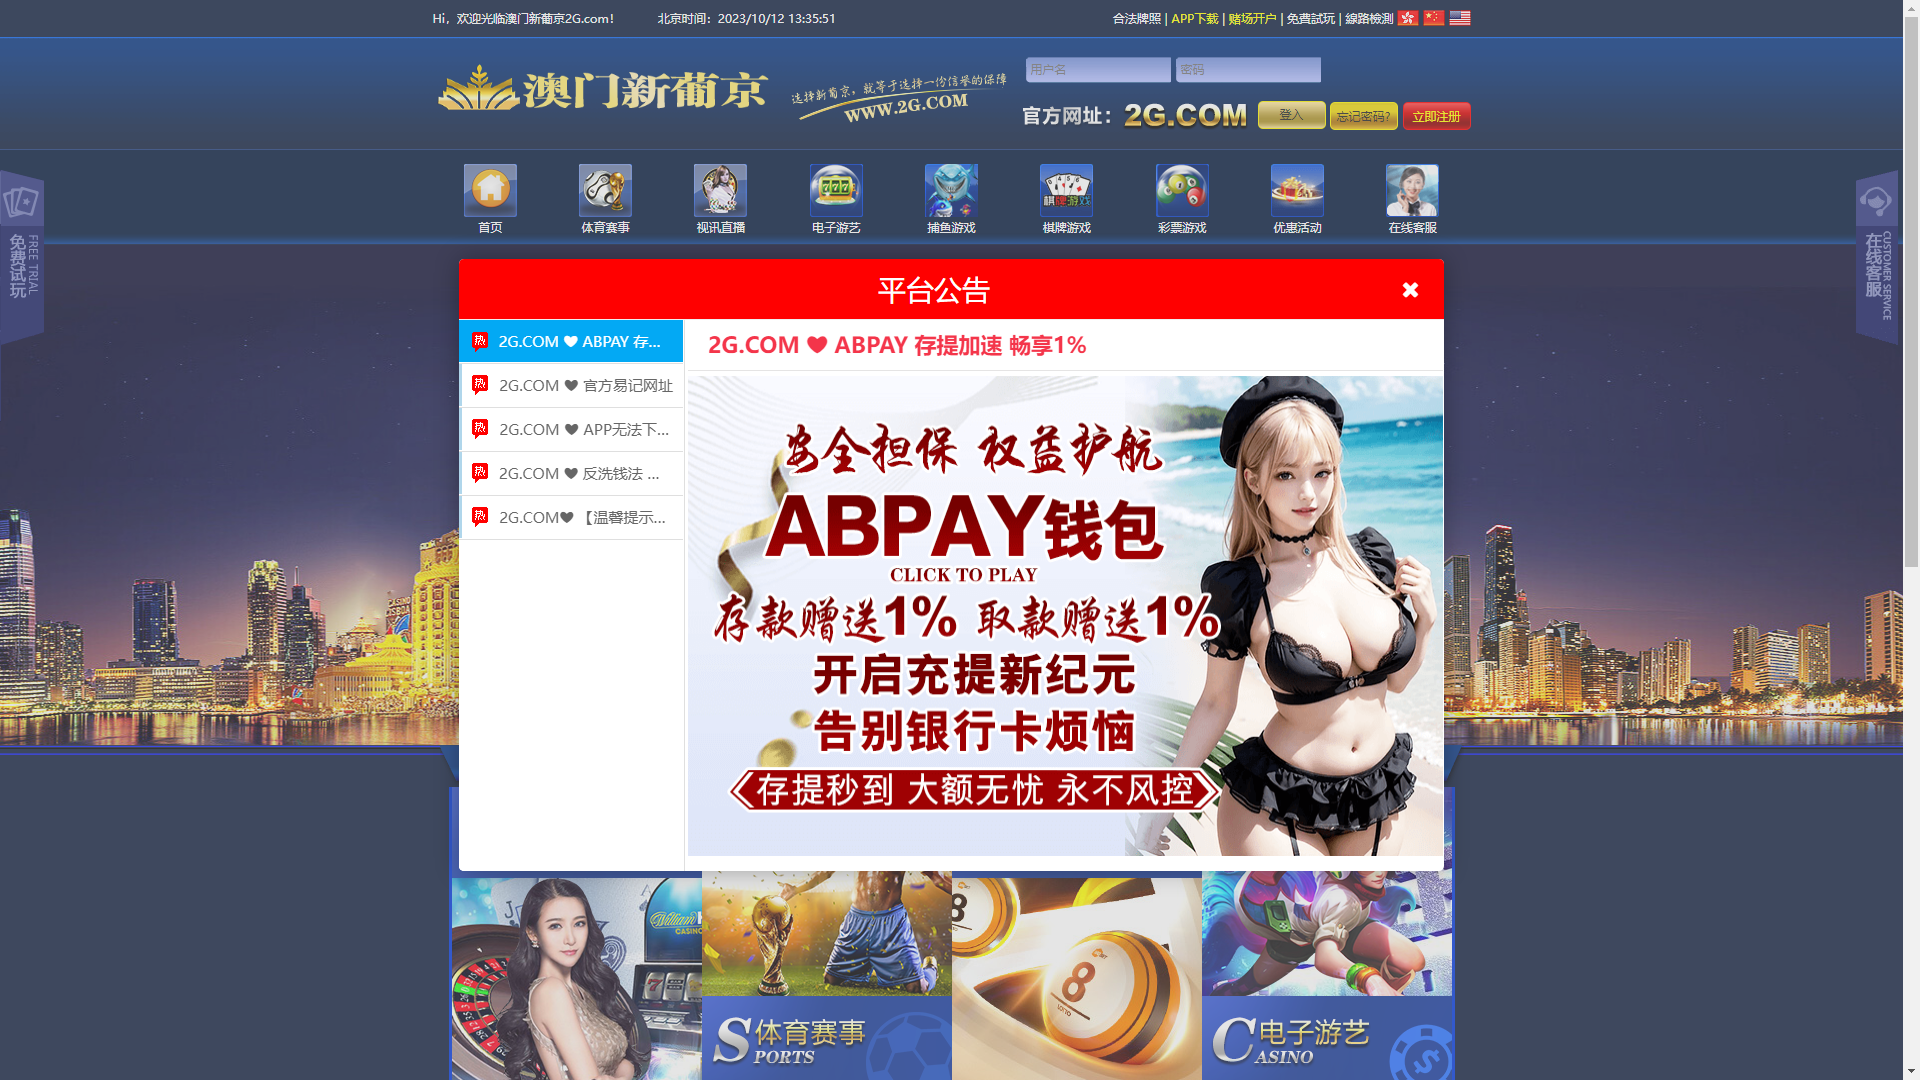 Hi，欢迎光临澳门新葡京2G.com！
北京时间：2023/10/12 13:35:51
合法牌照 | APP下载 | 赌场开户 | 免費試玩 | 線路檢測
澳门新葡京
选择新葡京，就等于选择一份信誉的保障
WWW.2G.COM
用户名
密码
官方网址：2G.COM
登入
忘记密码?
立即注册
首页
体育赛事
视讯直播
电子游艺
捕鱼游戏
棋牌游戏
棋牌游戏
彩票游戏
优惠活动
在线客服
免费试玩
FREE TRIAL
在线客服
CUSTOMER SERVICE
平台公告
热 2G.COM ❤ ABPAY 存...
热 2G.COM ❤ 官方易记网址
热 2G.COM ❤ APP无法下...
热 2G.COM ❤ 反洗钱法 ...
热 2G.COM❤ 【温馨提示...
2G.COM ❤ ABPAY 存提加速 畅享1%
安全担保 权益护航
ABPAY钱包
CLICK TO PLAY
存款赠送1% 取款赠送1%
开启充提新纪元
告别银行卡烦恼
存提秒到 大额无忧 永不风控
CASINO
LISBOA
William
CASINO
8
8
体育赛事
SPORTS
电子游艺
CASINO